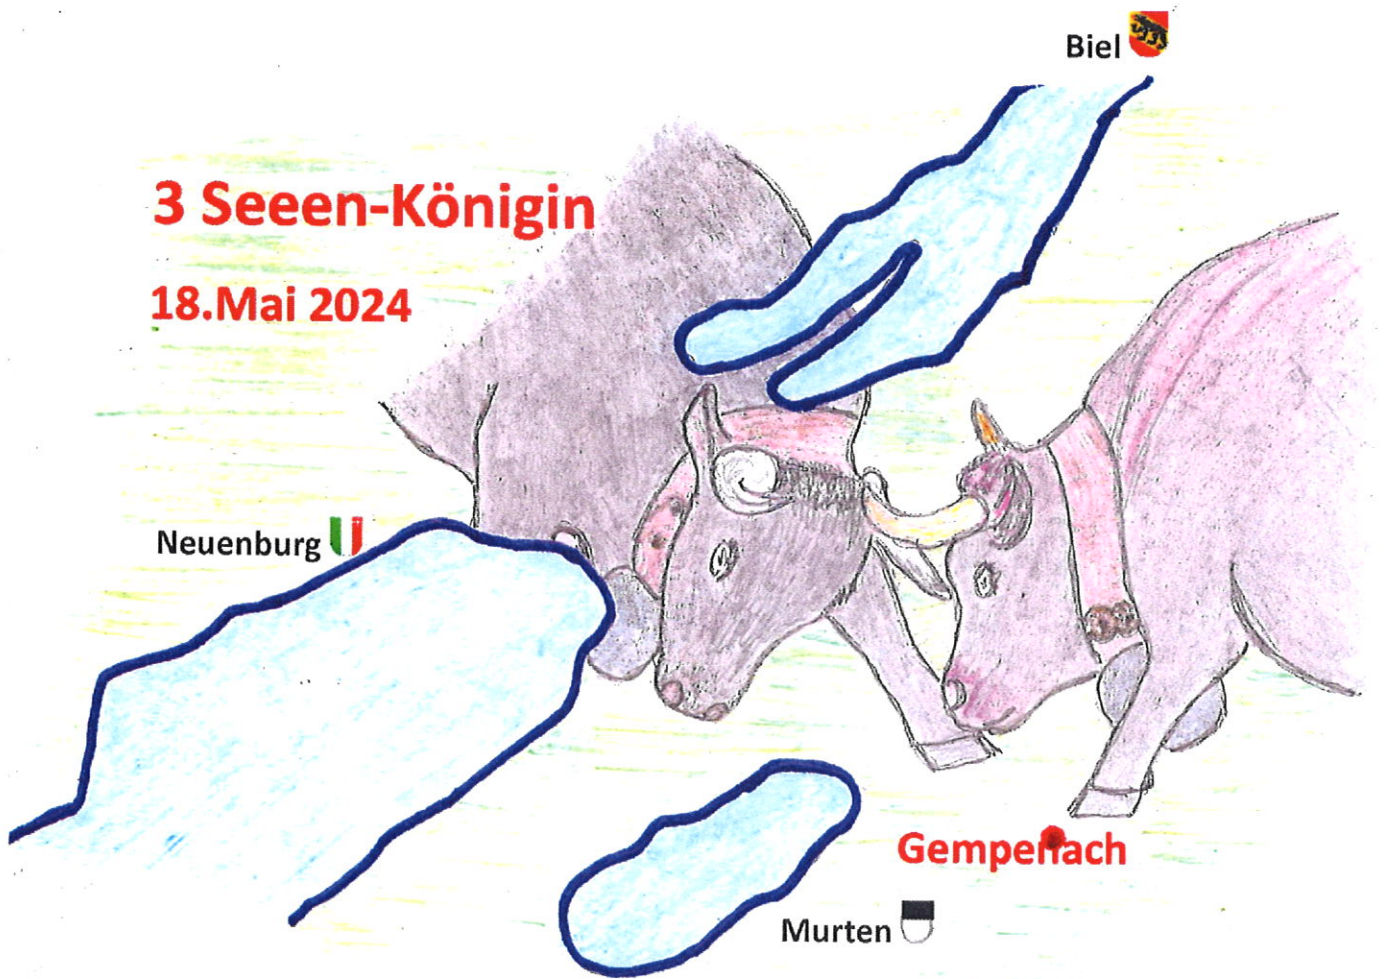 Biel
3 Seeen-Königin
18.Mai 2024
Neuenburg
Gempenach
Murten